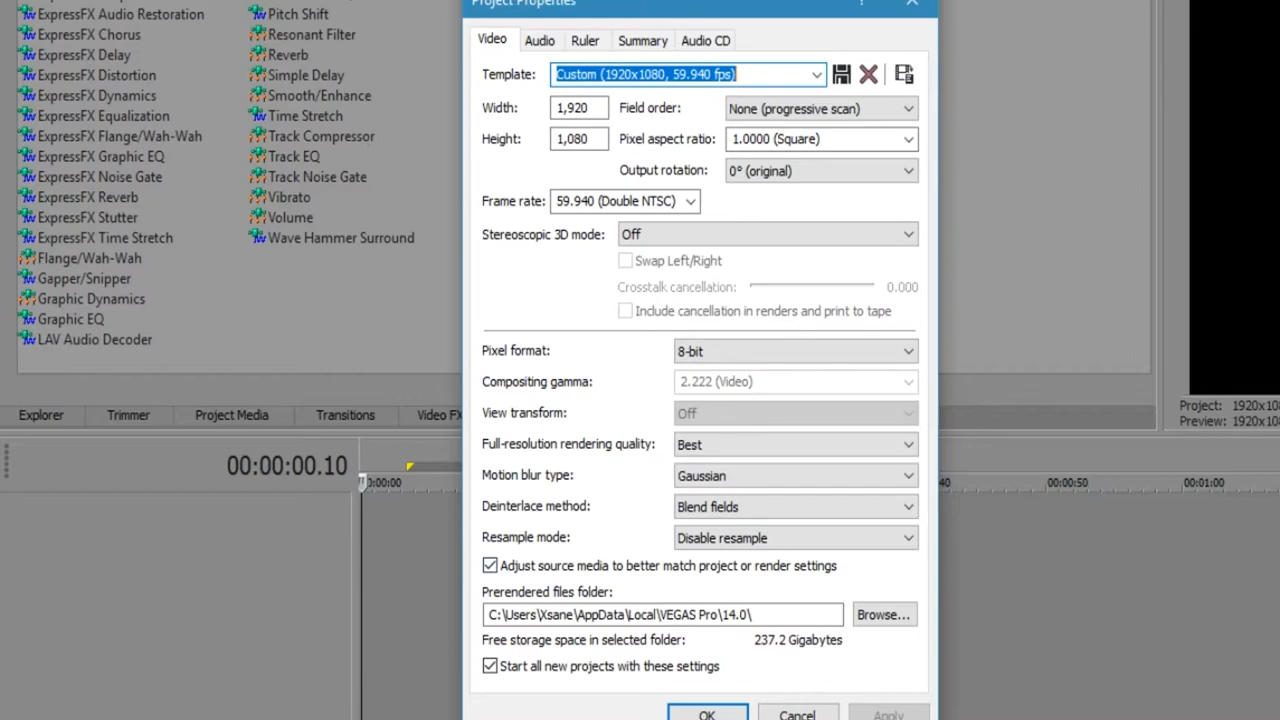 Project Properties
?
ExpressFX Audio Restoration
ExpressFX Chorus
ExpressFX Delay
ExpressFX Distortion
ExpressFX Dynamics
ExpressFX Equalization
ExpressFX Flange/Wah-Wah
ExpressFX Graphic EQ
ExpressFX Noise Gate
ExpressFX Reverb
ExpressFX Stutter
ExpressFX Time Stretch
Flange/Wah-Wah
Gapper/Snipper
Graphic Dynamics
Graphic EQ
LAV Audio Decoder
Pitch Shift
Resonant Filter
Reverb
Simple Delay
Smooth/Enhance
Time Stretch
Track Compressor
Track EQ
Track Noise Gate
Vibrato
Volume
Wave Hammer Surround
Video Audio Ruler Summary Audio CD
Template: Custom (1920x1080, 59.940 fps)
Width: 1,920 Field order: None (progressive scan)
Height: 1,080 Pixel aspect ratio: 1.0000 (Square)
Output rotation: 0° (original)
Frame rate: 59.940 (Double NTSC)
Stereoscopic 3D mode: Off
Swap Left/Right
Crosstalk cancellation: 0.000
Include cancellation in renders and print to tape
Pixel format: 8-bit
Compositing gamma: 2.222 (Video)
View transform: Off
Full-resolution rendering quality: Best
Motion blur type: Gaussian
Deinterlace method: Blend fields
Resample mode: Disable resample
Adjust source media to better match project or render settings
Prerendered files folder:
C:\Users\Xsane\AppData\Local\VEGAS Pro\14.0\ Browse...
Free storage space in selected folder: 237.2 Gigabytes
Start all new projects with these settings
OK Cancel Apply
Explorer Trimmer Project Media Transitions Video FX
Project: 1920x108
Preview: 1920x108
00:00:00.10
0:00:00 :40 00:00:50 00:01:00